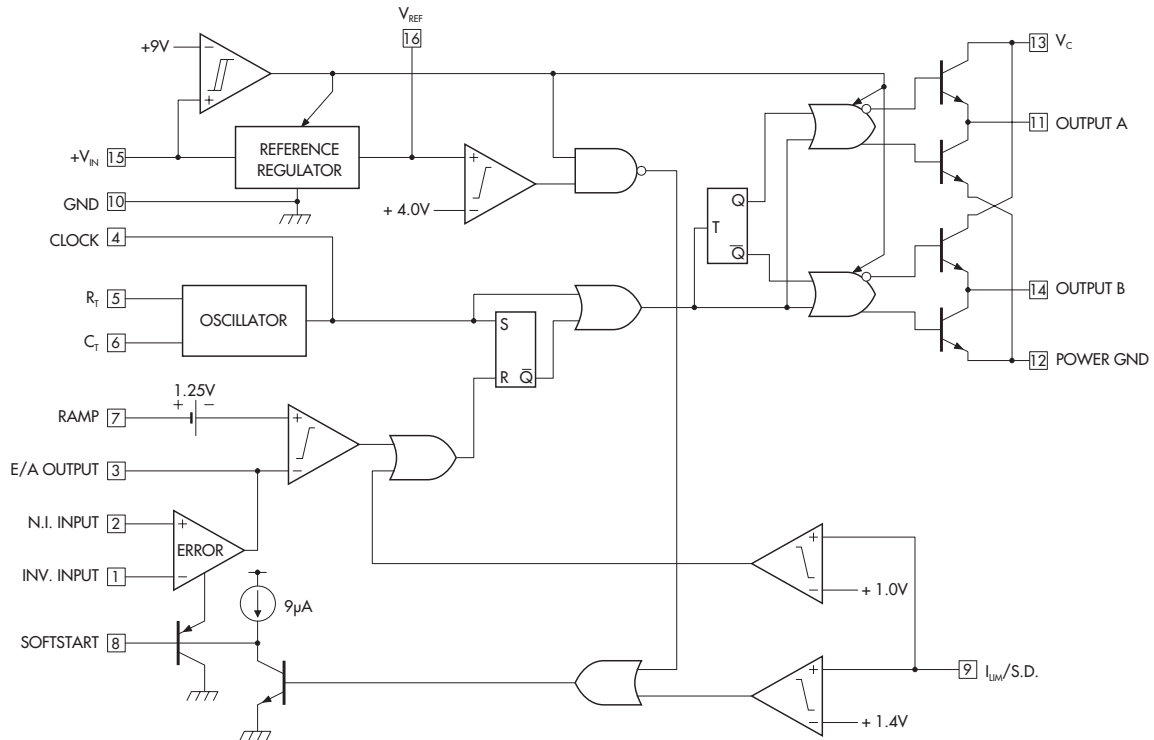 V_REF
16
+9V
−
+
13 V_C
11 OUTPUT A
+V_IN 15
REFERENCE
REGULATOR
+
−
+ 4.0V
GND 10
CLOCK 4
Q
T
Q̅
R_T 5
OSCILLATOR
C_T 6
S
R Q̅
14 OUTPUT B
12 POWER GND
1.25V
+ −
RAMP 7
+
E/A OUTPUT 3
−
N.I. INPUT 2
+
ERROR
INV. INPUT 1
−
+
− + 1.0V
9µA
SOFTSTART 8
+
9 I_LIM/S.D.
− + 1.4V